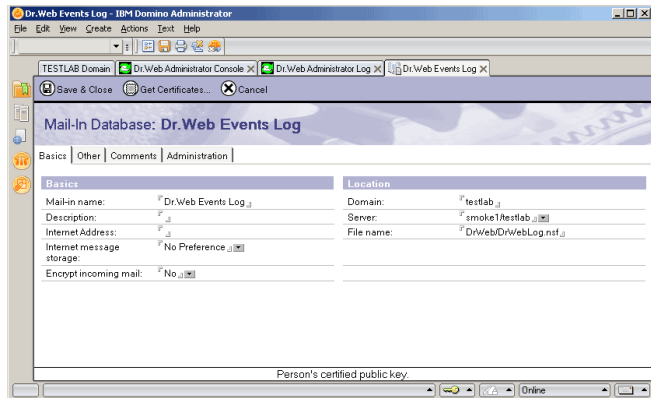 Dr.Web Events Log - IBM Domino Administrator
File Edit View Create Actions Text Help
TESTLAB Domain Dr.Web Administrator Console Dr.Web Administrator Log Dr.Web Events Log
Save & Close Get Certificates... Cancel
Mail-In Database: Dr.Web Events Log
Basics Other Comments Administration
Basics Location
Mail-in name: Dr.Web Events Log Domain: testlab
Description: Server: smoke1/testlab
Internet Address: File name: DrWeb/DrWebLog.nsf
Internet message
storage: No Preference
Encrypt incoming mail: No
Person's certified public key.
Online